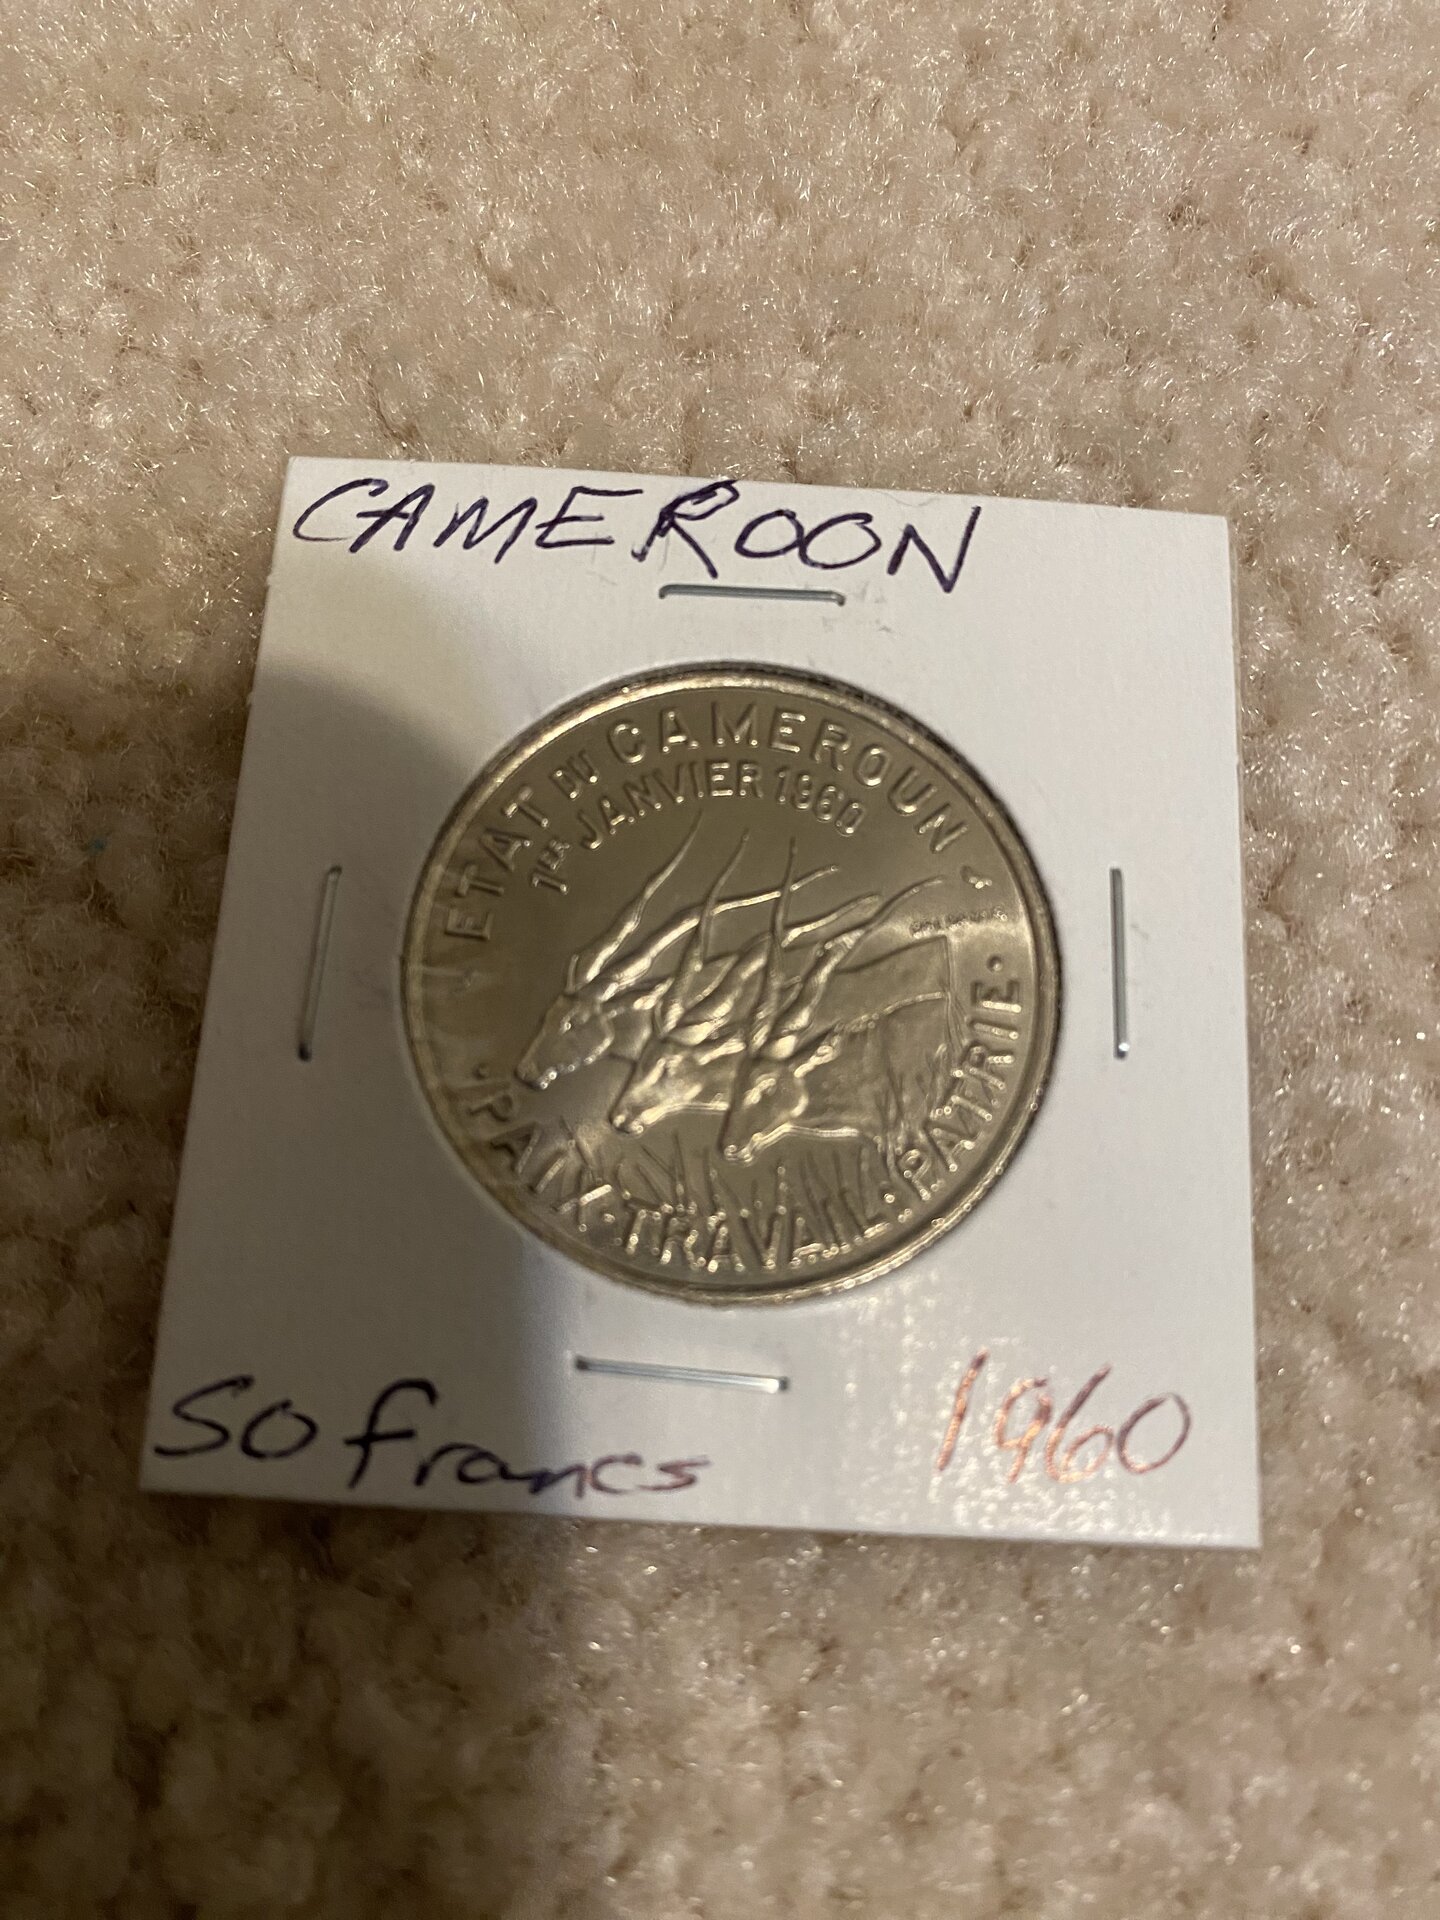 CAMEROON
ETAT DU CAMEROUN
1ER JANVIER 1960
· PAIX · TRAVAIL · PATRIE ·
50 francs
1960